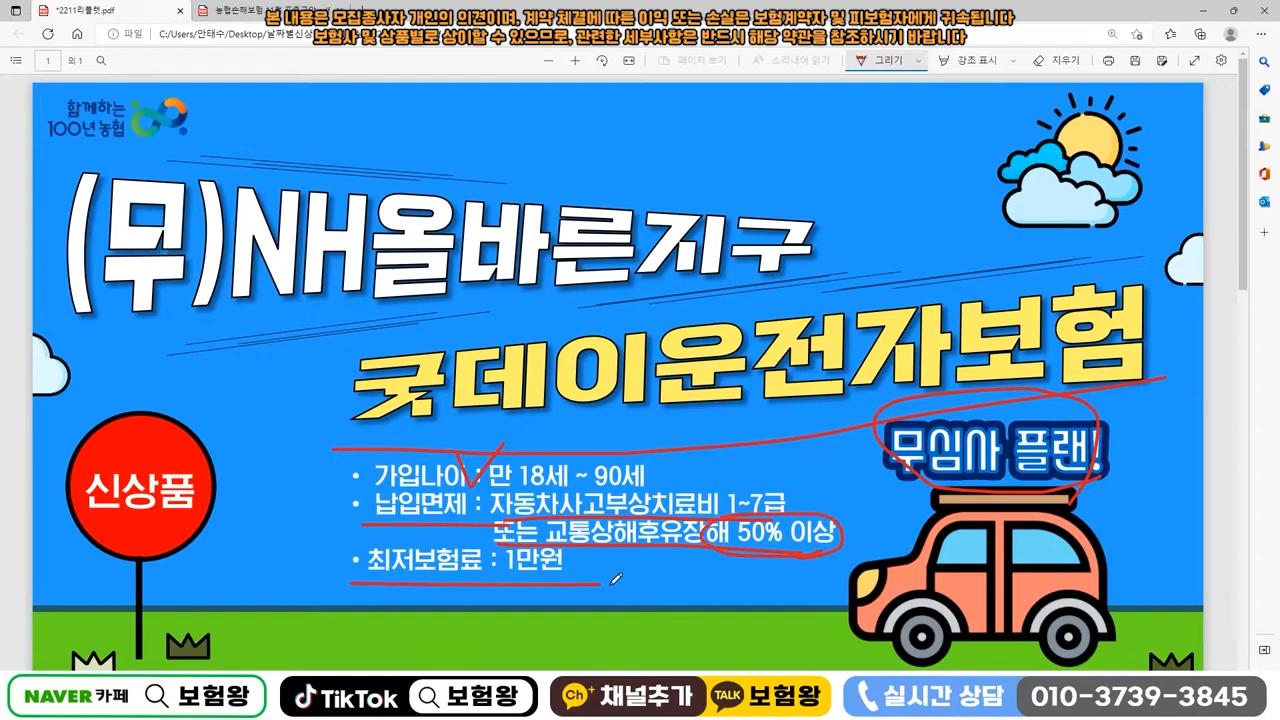 *2211리플렛.pdf
본 내용은 모집종사자 개인의 의견이며, 계약 체결에 따른 이익 또는 손실은 보험계약자 및 피보험자에게 귀속됩니다
보험사 및 상품별로 상이할 수 있으므로, 관련한 세부사항은 반드시 해당 약관을 참조하시기 바랍니다
파일
C:/Users/안태수/Desktop/날짜별신상
1 의 1
페이지 보기
소리내어 읽기
그리기
강조 표시
지우기
함께하는
100년 농협
(무)NH올바른지구
굿데이운전자보험
무심사 플랜!
신상품
• 가입나이 : 만 18세 ~ 90세
• 납입면제 : 자동차사고부상치료비 1~7급
또는 교통상해후유장해 50% 이상
• 최저보험료 : 1만원
NAVER 카페 보험왕
TikTok 보험왕
Ch+ 채널추가 TALK 보험왕
실시간 상담 010-3739-3845